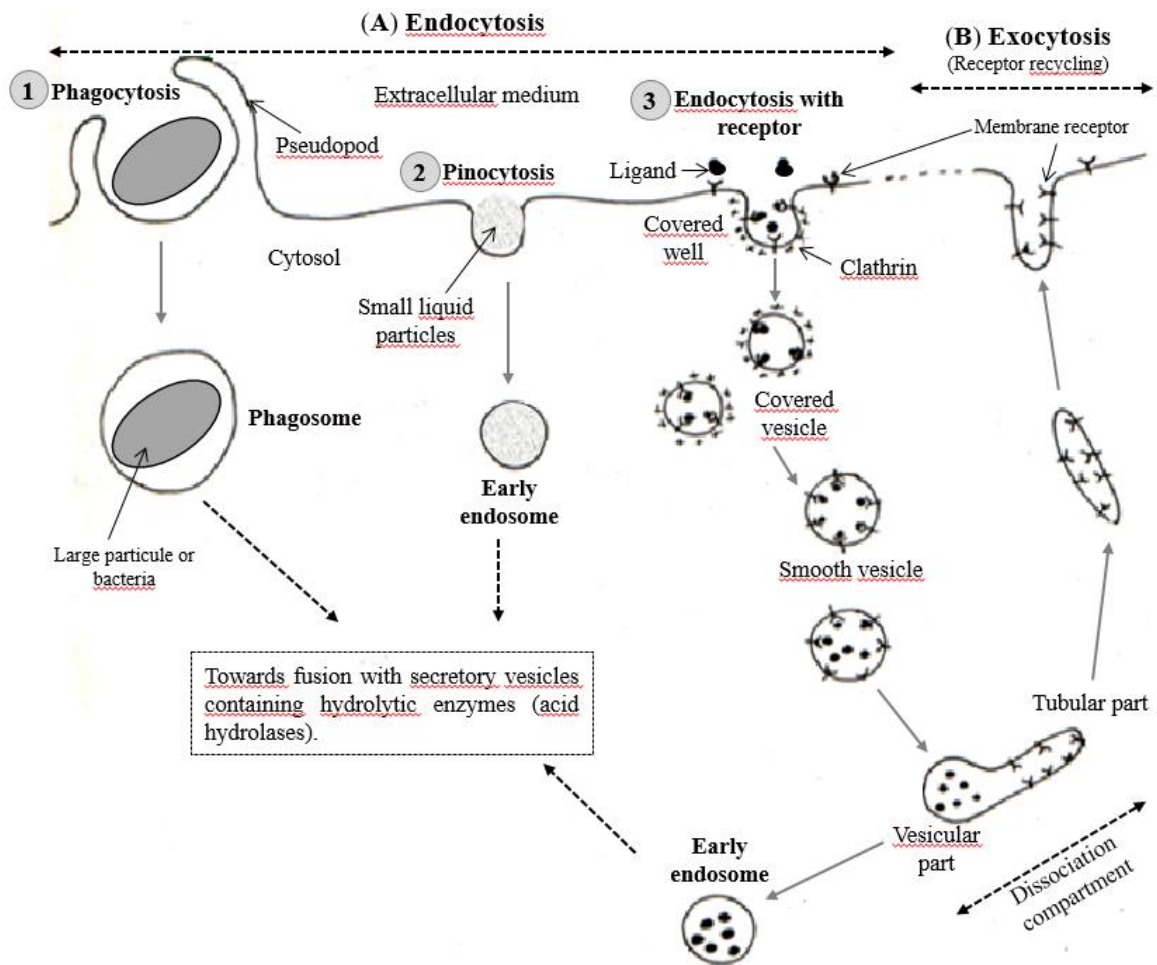 (A) Endocytosis
(B) Exocytosis
(Receptor recycling)
1 Phagocytosis
Extracellular medium
Pseudopod
2 Pinocytosis
3 Endocytosis with
receptor
Membrane receptor
Ligand
Covered
well
Clathrin
Cytosol
Small liquid
particles
Phagosome
Covered
vesicle
Early
endosome
Large particule or
bacteria
Smooth vesicle
Towards fusion with secretory vesicles
containing hydrolytic enzymes (acid
hydrolases).
Tubular part
Vesicular
part
Early
endosome
Dissociation
compartment